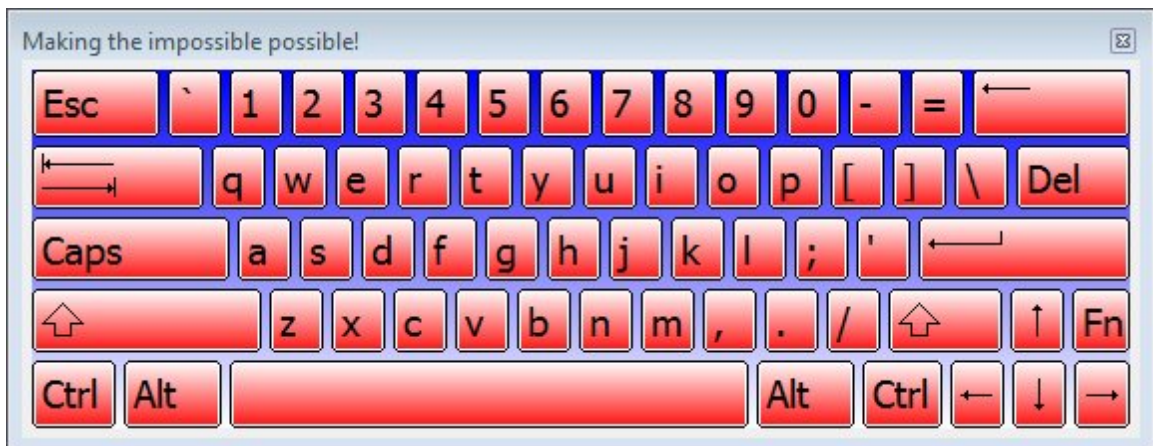 Making the impossible possible!
Esc ` 1 2 3 4 5 6 7 8 9 0 - =
q w e r t y u i o p [ ] \ Del
Caps a s d f g h j k l ; '
z x c v b n m , . / ↑ Fn
Ctrl Alt Alt Ctrl ← ↓ →